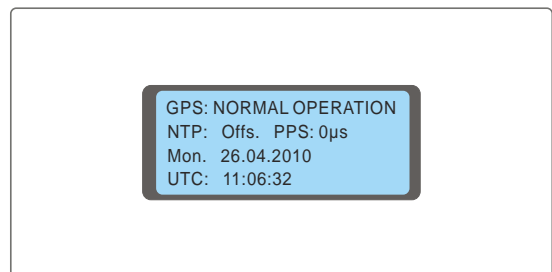 GPS: NORMAL OPERATION
NTP: Offs. PPS: 0µs
Mon. 26.04.2010
UTC: 11:06:32